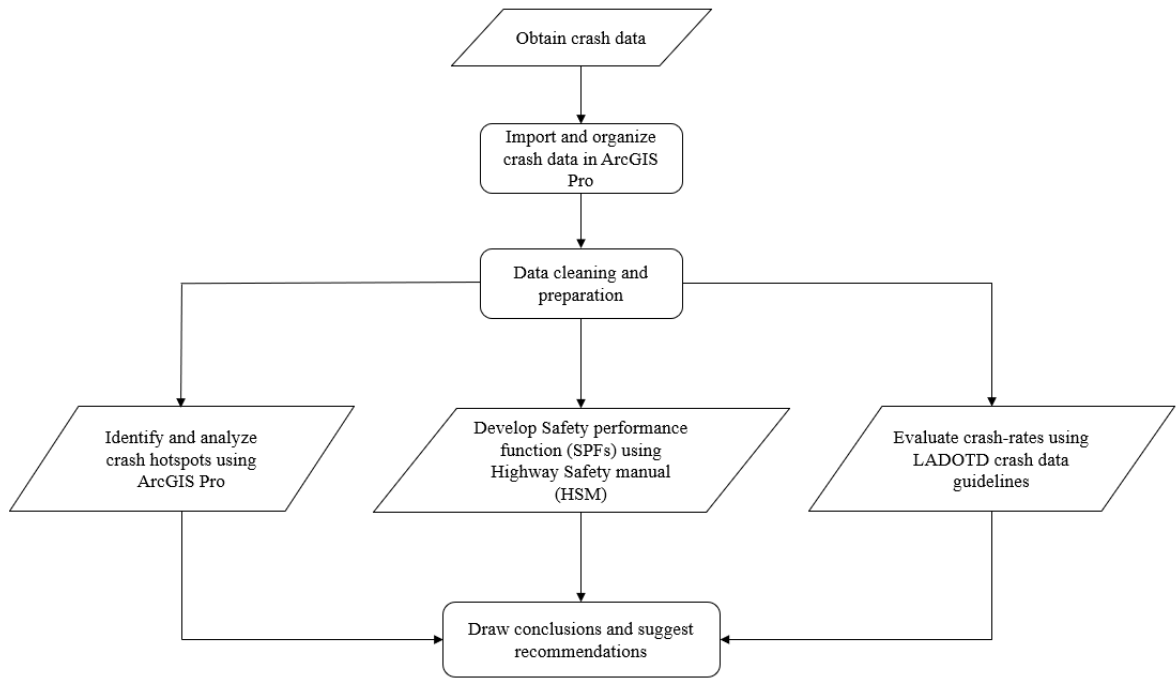 Obtain crash data
Import and organize
crash data in ArcGIS
Pro
Data cleaning and
preparation
Identify and analyze
crash hotspots using
ArcGIS Pro
Develop Safety performance
function (SPFs) using
Highway Safety manual
(HSM)
Evaluate crash-rates using
LADOTD crash data
guidelines
Draw conclusions and suggest
recommendations